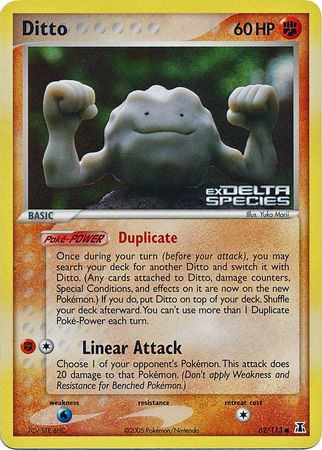 Ditto 60 HP
exDELTA
SPECIES
Illus. Yuka Morii
BASIC
Poké-POWER Duplicate
Once during your turn (before your attack), you may
search your deck for another Ditto and switch it with
Ditto. (Any cards attached to Ditto, damage counters,
Special Conditions, and effects on it are now on the new
Pokémon.) If you do, put Ditto on top of your deck. Shuffle
your deck afterward. You can't use more than 1 Duplicate
Poké-Power each turn.
Linear Attack
Choose 1 of your opponent's Pokémon. This attack does
20 damage to that Pokémon. (Don't apply Weakness and
Resistance for Benched Pokémon.)
weakness resistance retreat cost
©2005 Pokémon/Nintendo 62/113